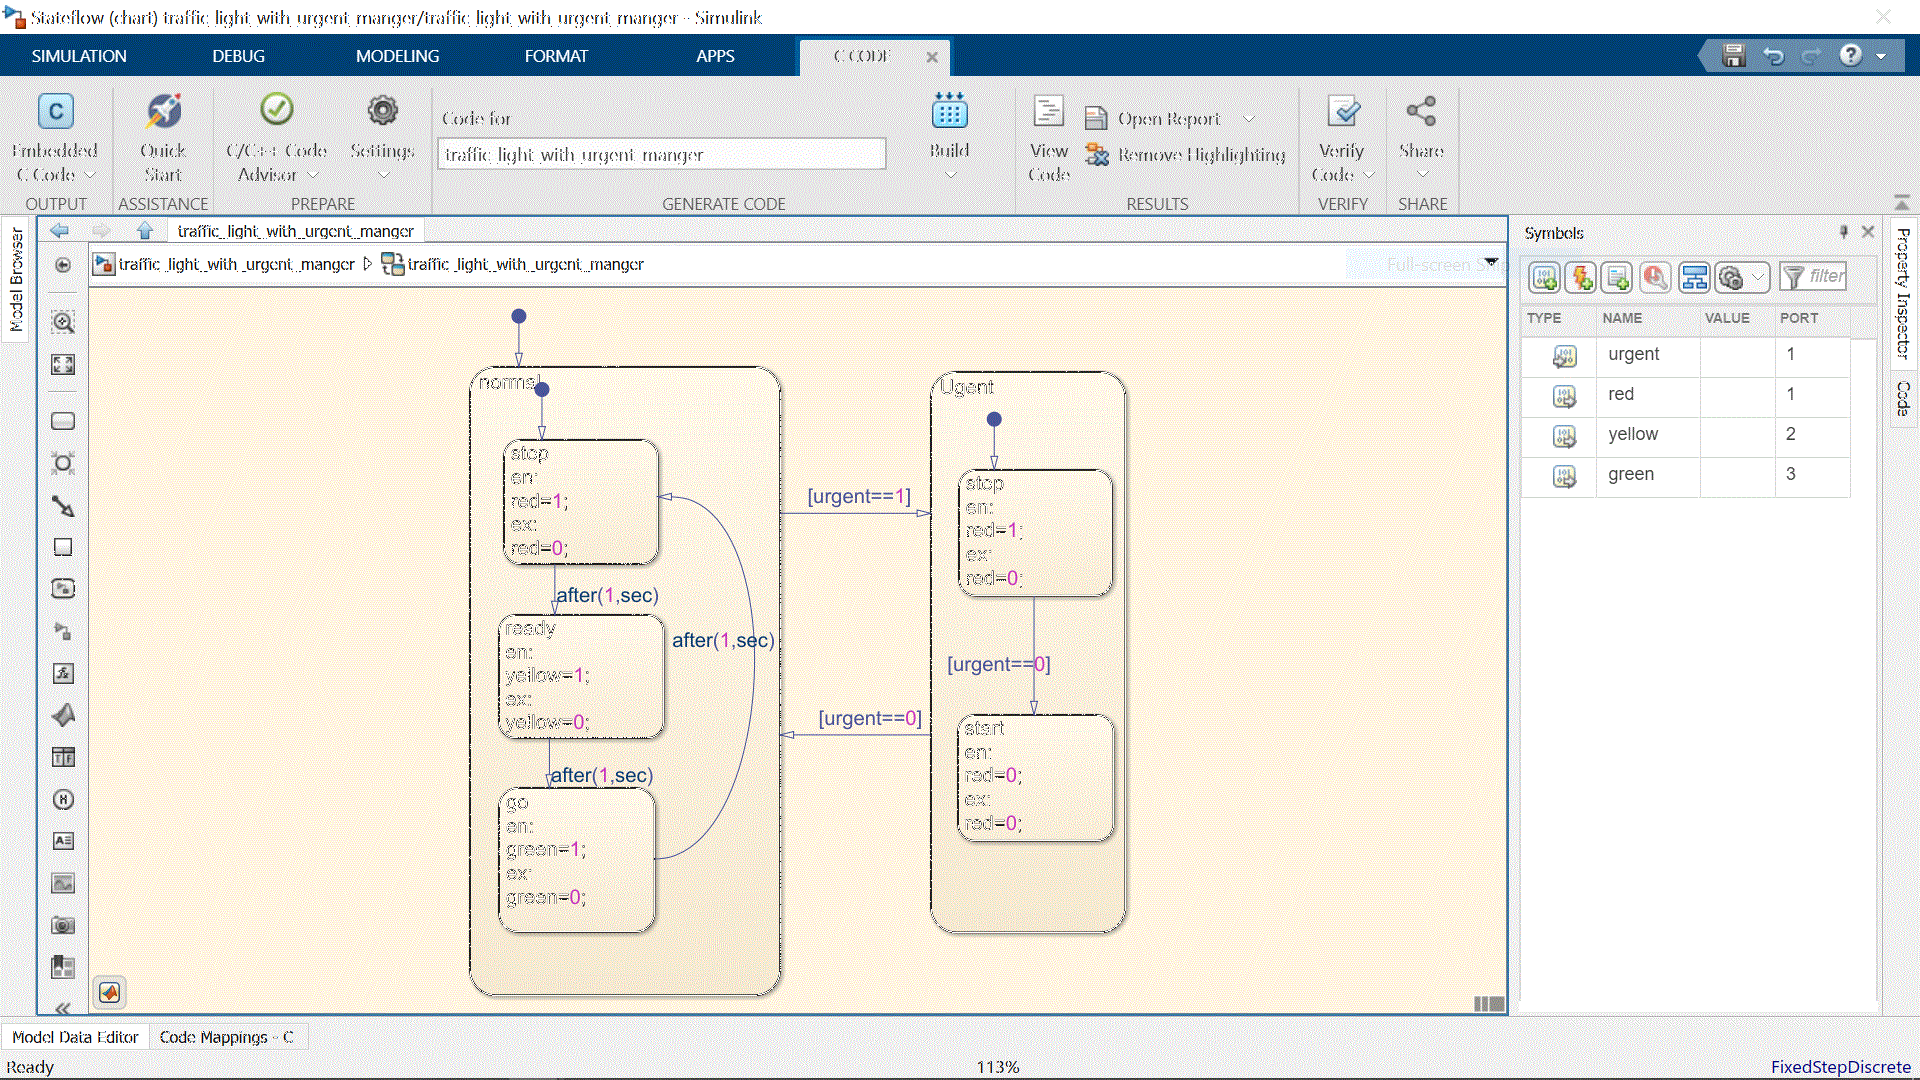 Stateflow (chart) traffic_light_with_urgent_manger/traffic_light_with_urgent_manger - Simulink
SIMULATION DEBUG MODELING FORMAT APPS C CODE
Embedded C Code
OUTPUT
Quick Start
ASSISTANCE
C/C++ Code Advisor
Settings
PREPARE
Code for
traffic_light_with_urgent_manger
Build
GENERATE CODE
View Code
Open Report
Remove Highlighting
RESULTS
Verify Code
VERIFY
Share
SHARE
Model Browser
traffic_light_with_urgent_manger
traffic_light_with_urgent_manger
traffic_light_with_urgent_manger
normal
stop
en:
red=1;
ex:
red=0;
after(1,sec)
ready
en:
yellow=1;
ex:
yellow=0;
after(1,sec)
after(1,sec)
go
en:
green=1;
ex:
green=0;
[urgent==1]
[urgent==0]
Ugent
stop
en:
red=1;
ex:
red=0;
[urgent==0]
start
en:
red=0;
ex:
red=0;
Symbols
filter
TYPE NAME VALUE PORT
urgent 1
red 1
yellow 2
green 3
Property Inspector
Code
Model Data Editor
Code Mappings - C
Ready
113%
FixedStepDiscrete